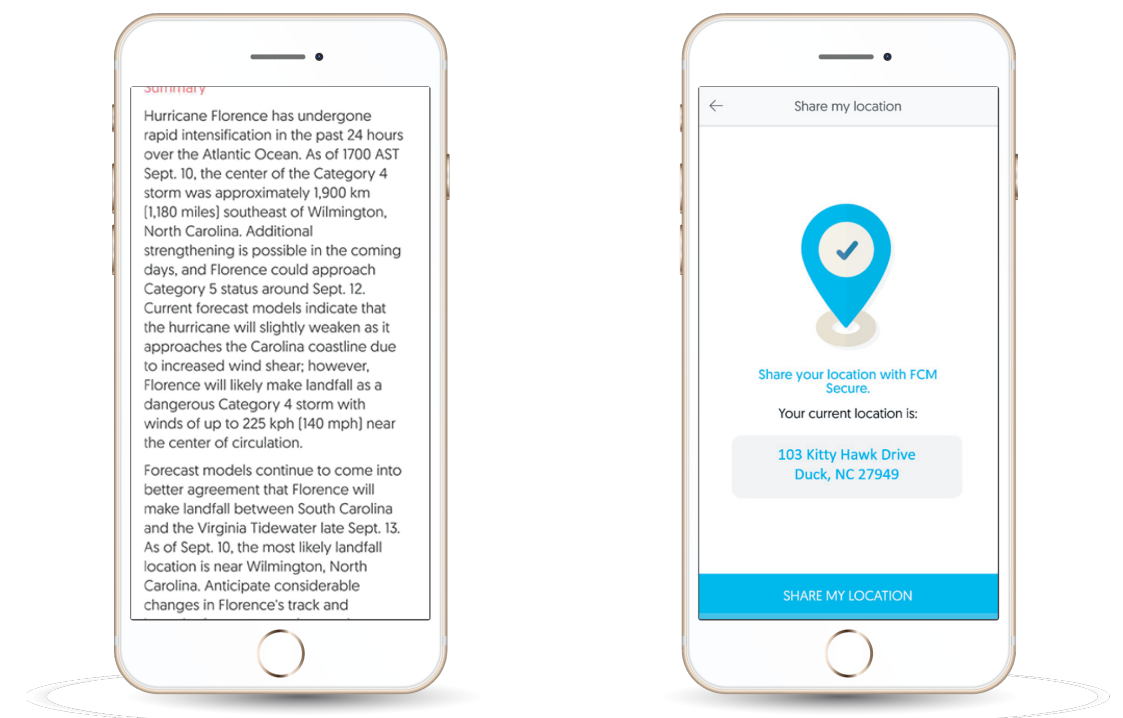 Summary
Hurricane Florence has undergone
rapid intensification in the past 24 hours
over the Atlantic Ocean. As of 1700 AST
Sept. 10, the center of the Category 4
storm was approximately 1,900 km
(1,180 miles) southeast of Wilmington,
North Carolina. Additional
strengthening is possible in the coming
days, and Florence could approach
Category 5 status around Sept. 12.
Current forecast models indicate that
the hurricane will slightly weaken as it
approaches the Carolina coastline due
to increased wind shear; however,
Florence will likely make landfall as a
dangerous Category 4 storm with
winds of up to 225 kph (140 mph) near
the center of circulation.
Forecast models continue to come into
better agreement that Florence will
make landfall between South Carolina
and the Virginia Tidewater late Sept. 13.
As of Sept. 10, the most likely landfall
location is near Wilmington, North
Carolina. Anticipate considerable
changes in Florence's track and
Share my location
Share your location with FCM
Secure.
Your current location is:
103 Kitty Hawk Drive
Duck, NC 27949
SHARE MY LOCATION